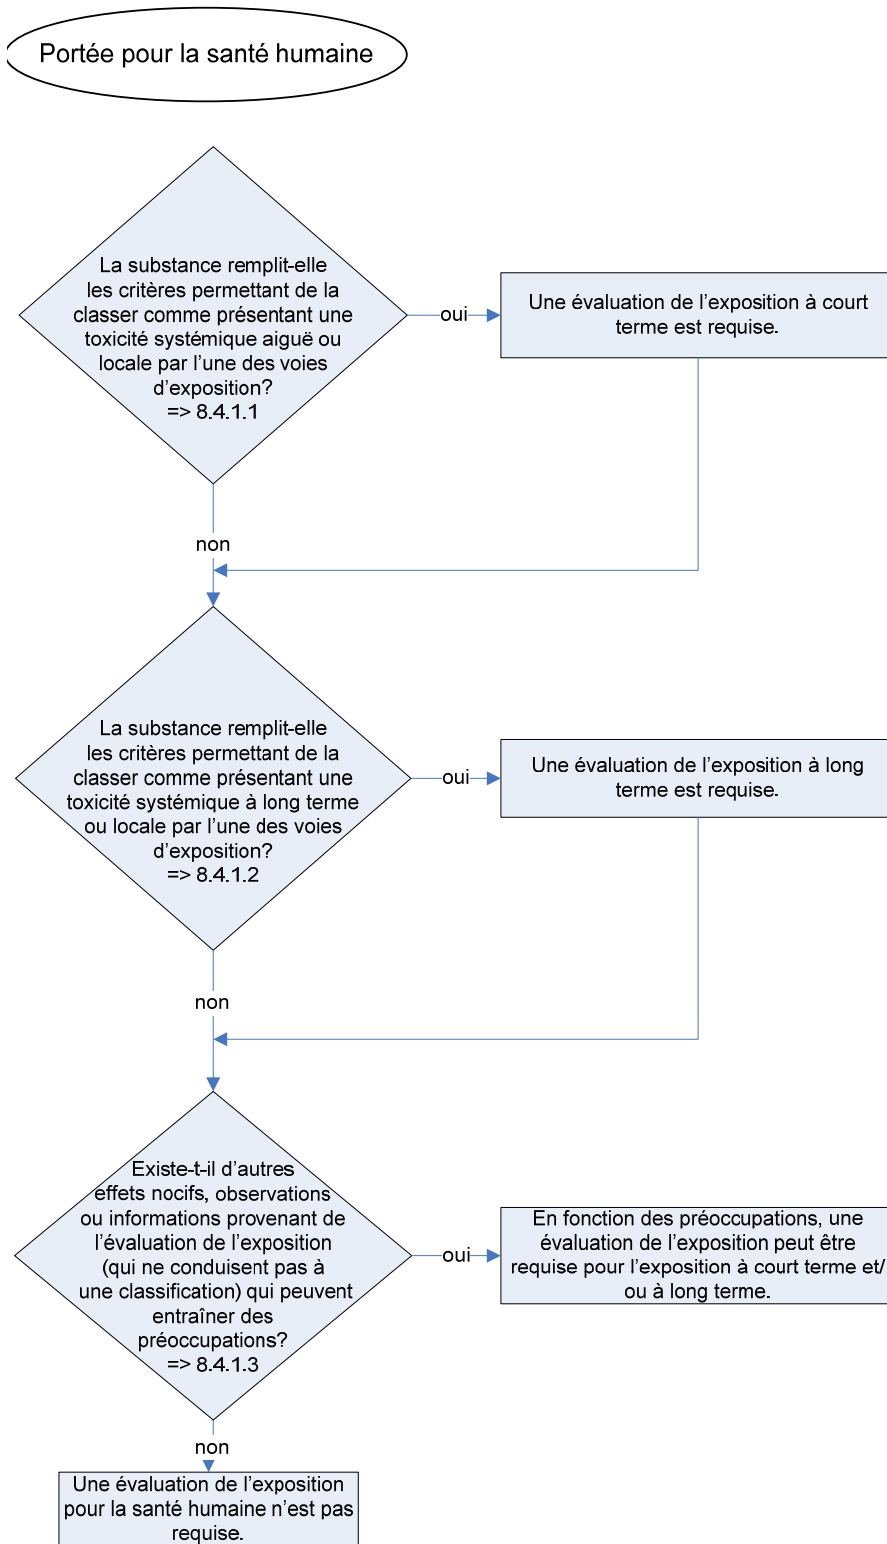 Portée pour la santé humaine
La substance remplit-elle
les critères permettant de la
classer comme présentant une
toxicité systémique aiguë ou
locale par l’une des voies
d’exposition?
=> 8.4.1.1
oui
Une évaluation de l’exposition à court
terme est requise.
non
La substance remplit-elle
les critères permettant de la
classer comme présentant une
toxicité systémique à long terme
ou locale par l’une des voies
d’exposition?
=> 8.4.1.2
oui
Une évaluation de l’exposition à long
terme est requise.
non
Existe-t-il d’autres
effets nocifs, observations
ou informations provenant de
l’évaluation de l’exposition
(qui ne conduisent pas à
une classification) qui peuvent
entraîner des
préoccupations?
=> 8.4.1.3
oui
En fonction des préoccupations, une
évaluation de l’exposition peut être
requise pour l’exposition à court terme et/
ou à long terme.
non
Une évaluation de l’exposition
pour la santé humaine n’est pas
requise.